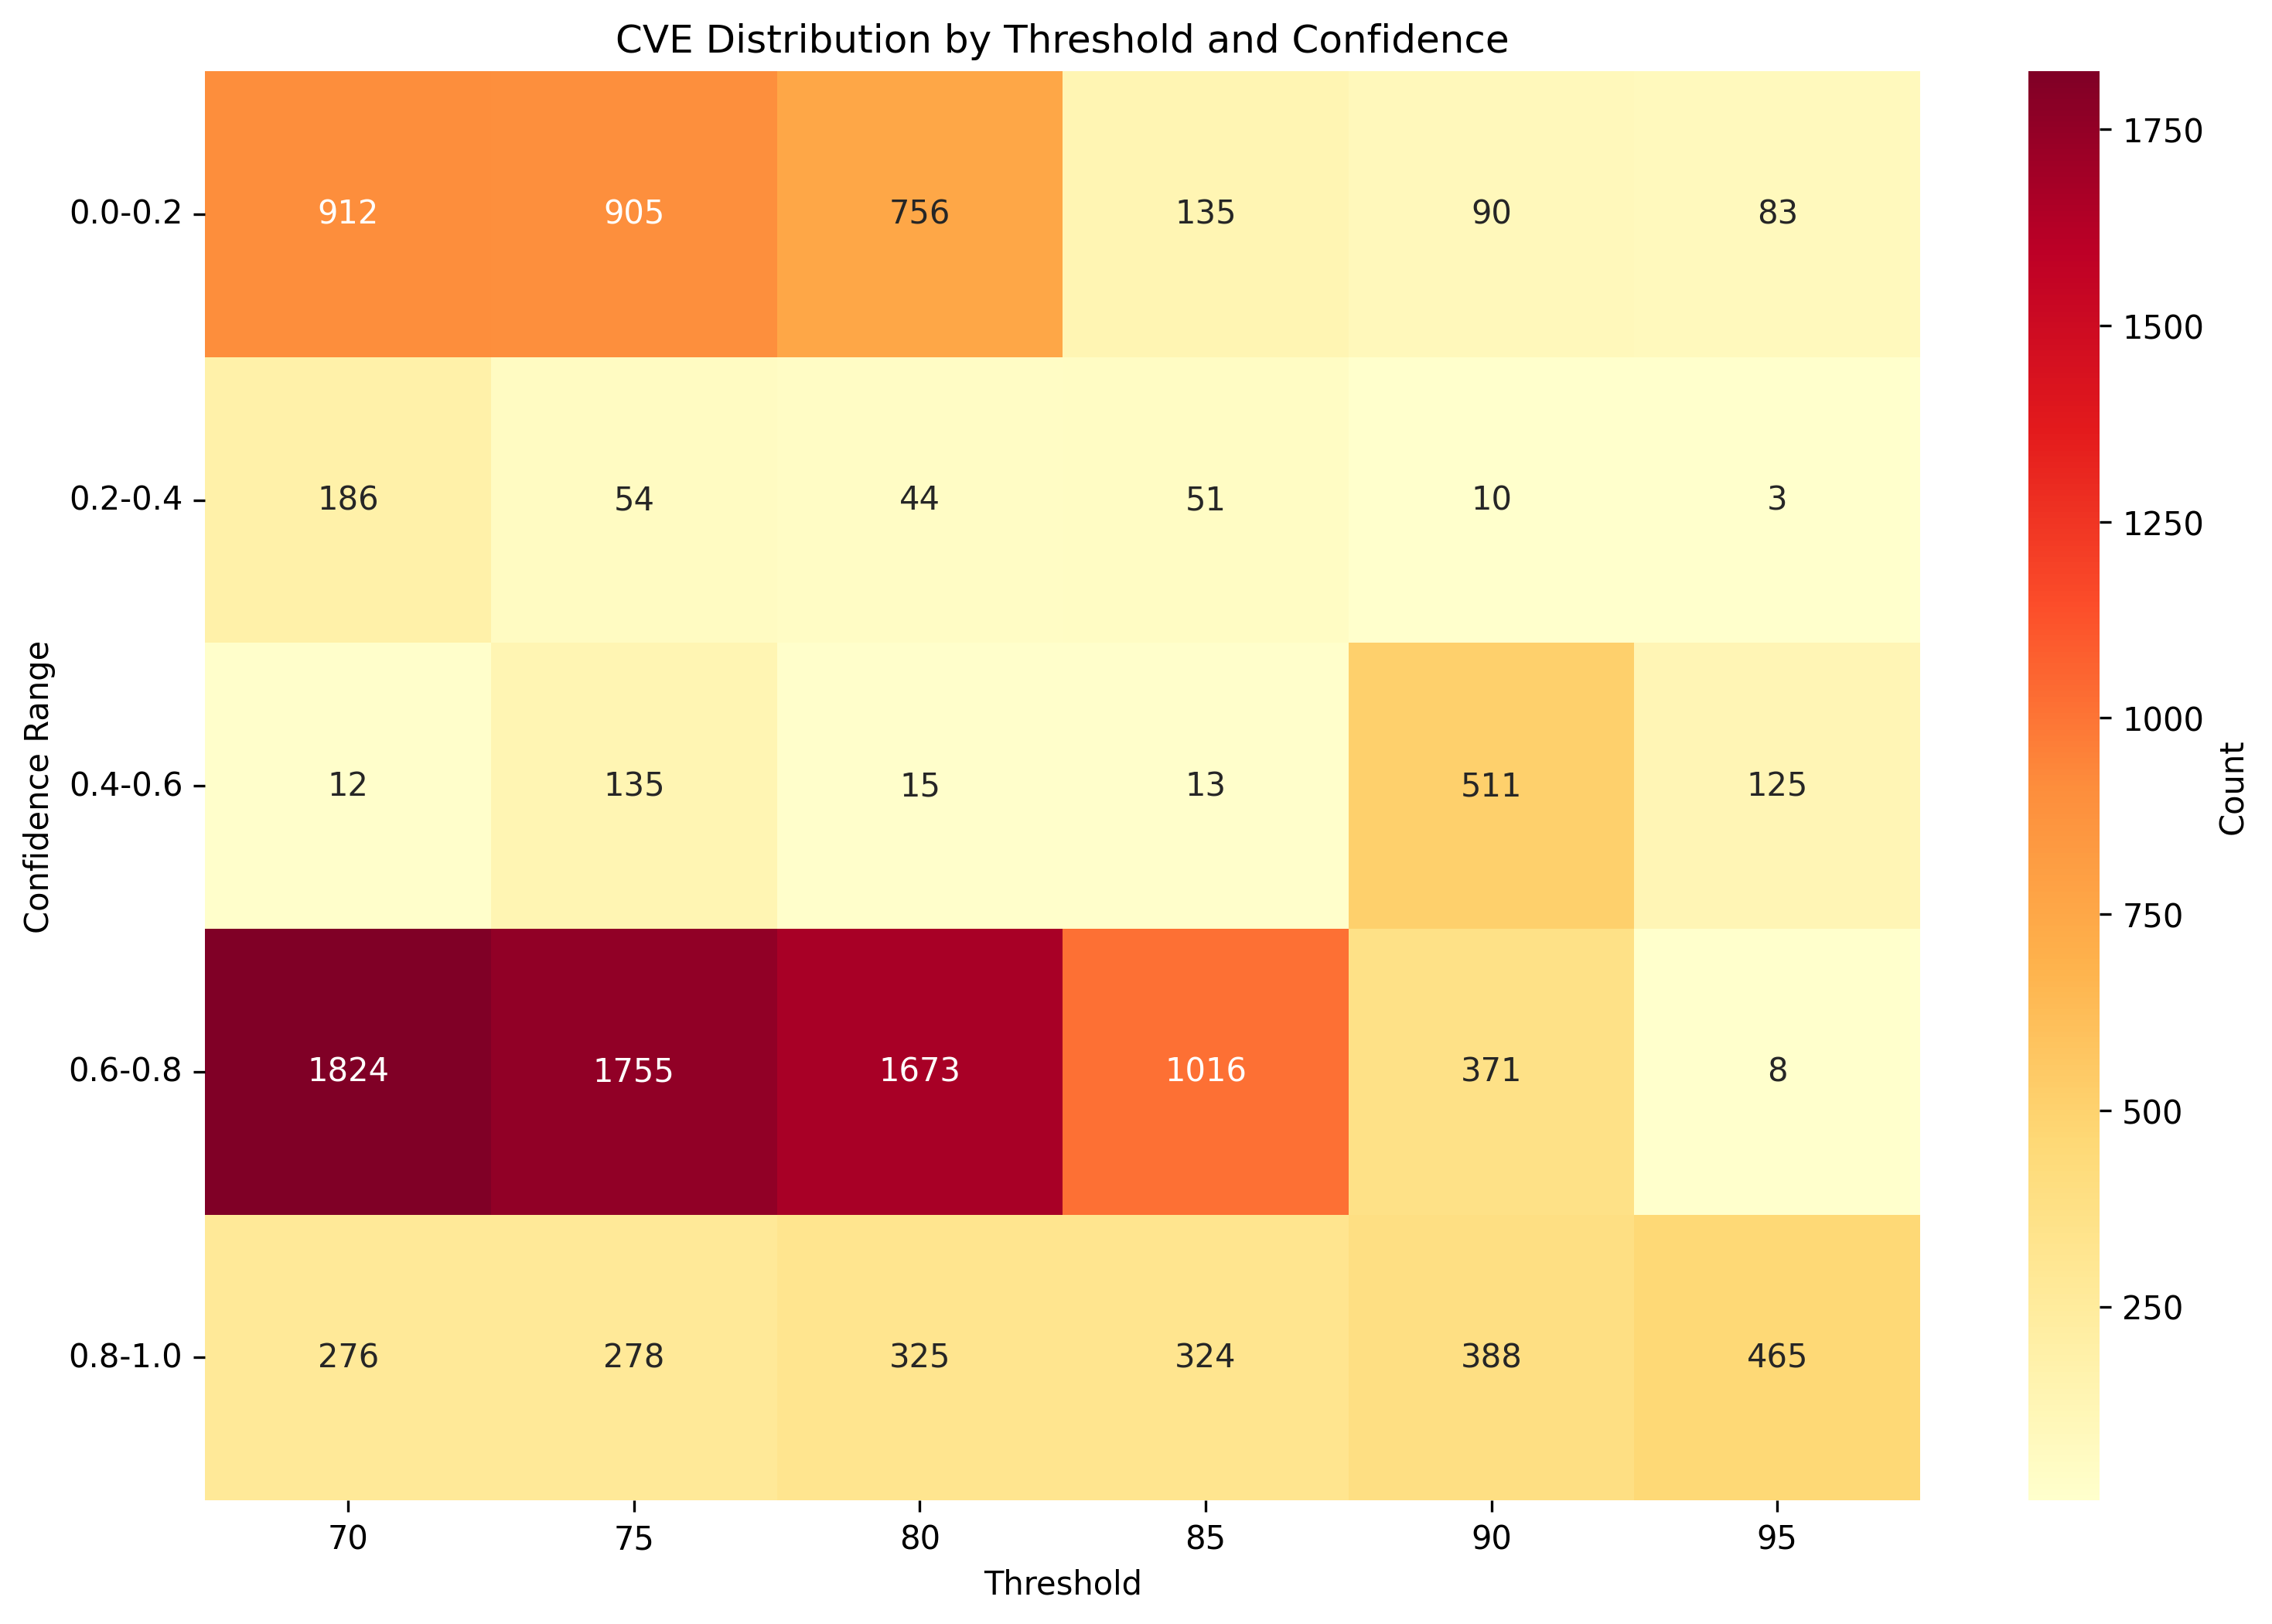 CVE Distribution by Threshold and Confidence
0.0-0.2 912 905 756 135 90 83
0.2-0.4 186 54 44 51 10 3
0.4-0.6 12 135 15 13 511 125
0.6-0.8 1824 1755 1673 1016 371 8
0.8-1.0 276 278 325 324 388 465
70 75 80 85 90 95
Threshold
Confidence Range
1750
1500
1250
1000
750
500
250
Count